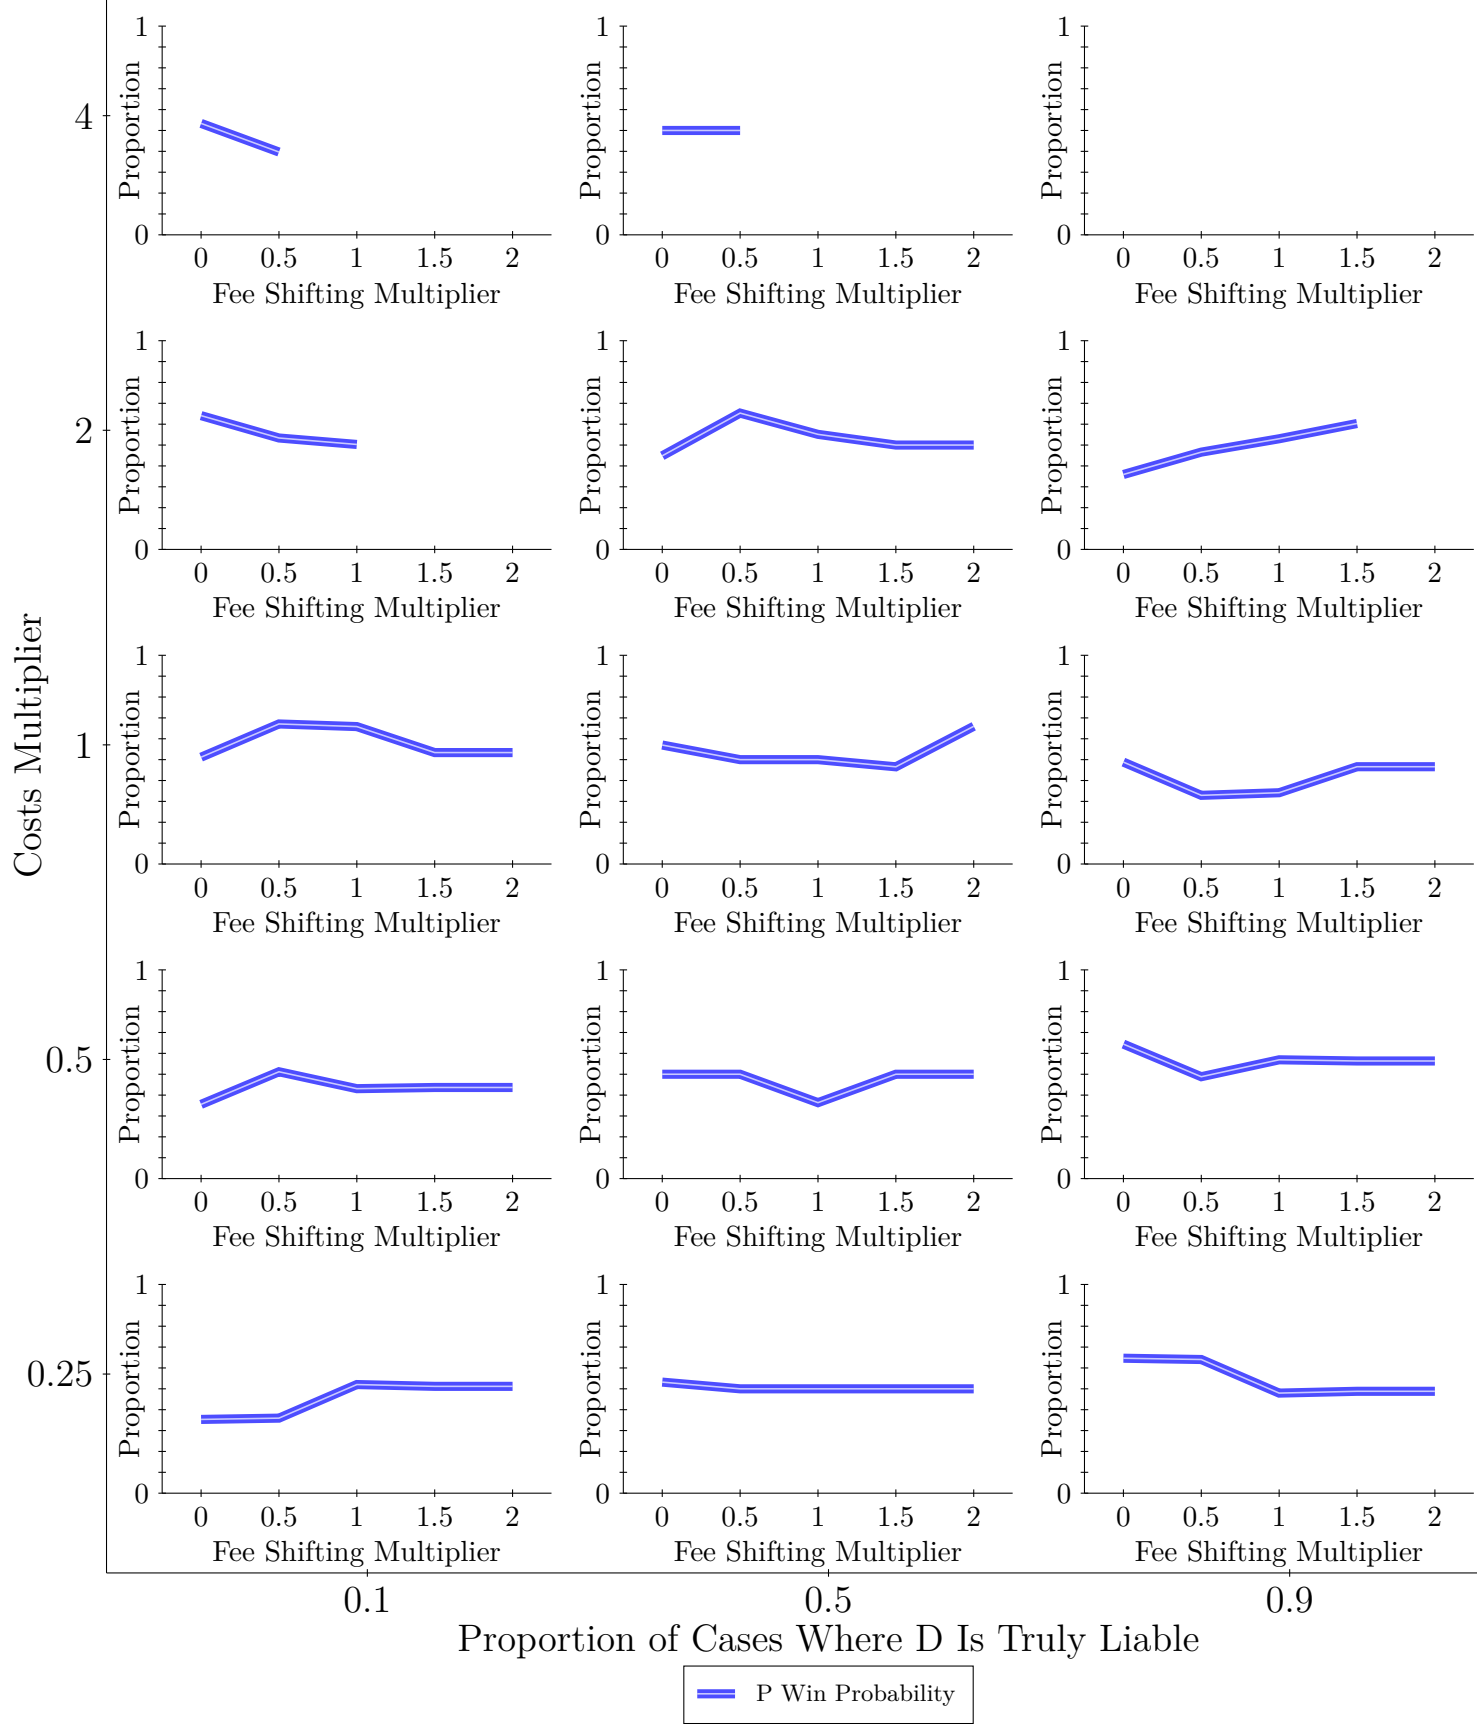 1 1 1
Proportion Proportion Proportion
4
0 0 0
0 0.5 1 1.5 2 0 0.5 1 1.5 2 0 0.5 1 1.5 2
Fee Shifting Multiplier Fee Shifting Multiplier Fee Shifting Multiplier
1 1 1
Proportion Proportion Proportion
2
0 0 0
0 0.5 1 1.5 2 0 0.5 1 1.5 2 0 0.5 1 1.5 2
Fee Shifting Multiplier Fee Shifting Multiplier Fee Shifting Multiplier
Costs Multiplier
1 1 1
Proportion Proportion Proportion
1
0 0 0
0 0.5 1 1.5 2 0 0.5 1 1.5 2 0 0.5 1 1.5 2
Fee Shifting Multiplier Fee Shifting Multiplier Fee Shifting Multiplier
1 1 1
Proportion Proportion Proportion
0.5
0 0 0
0 0.5 1 1.5 2 0 0.5 1 1.5 2 0 0.5 1 1.5 2
Fee Shifting Multiplier Fee Shifting Multiplier Fee Shifting Multiplier
1 1 1
Proportion Proportion Proportion
0.25
0 0 0
0 0.5 1 1.5 2 0 0.5 1 1.5 2 0 0.5 1 1.5 2
Fee Shifting Multiplier Fee Shifting Multiplier Fee Shifting Multiplier
0.1 0.5 0.9
Proportion of Cases Where D Is Truly Liable
P Win Probability